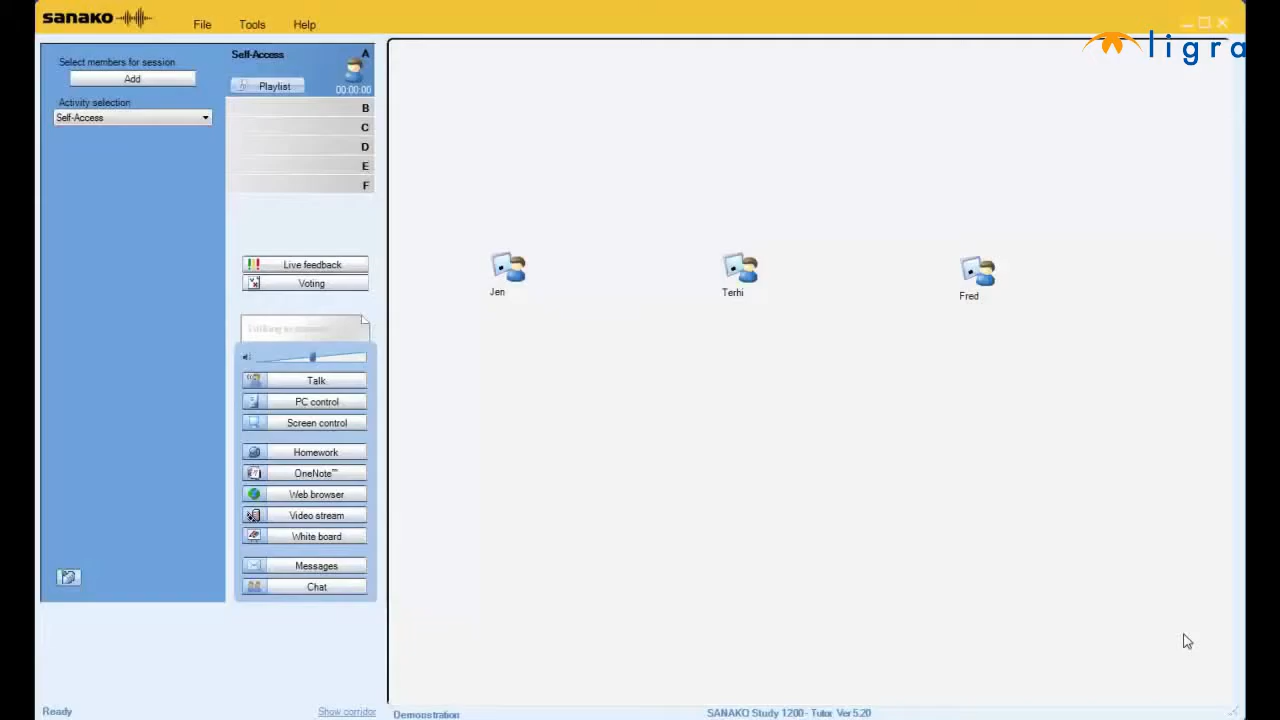 sanako
File Tools Help
ligra
Select members for session
Add
Activity selection
Self-Access
Self-Access A
Playlist 00:00:00
B
C
D
E
F
Live feedback
Voting
Talk
PC control
Screen control
Homework
OneNote™
Web browser
Video stream
White board
Messages
Chat
Jen
Terhi
Fred
Ready
Show corridor
Demonstration
SANAKO Study 1200 - Tutor Ver 5.20